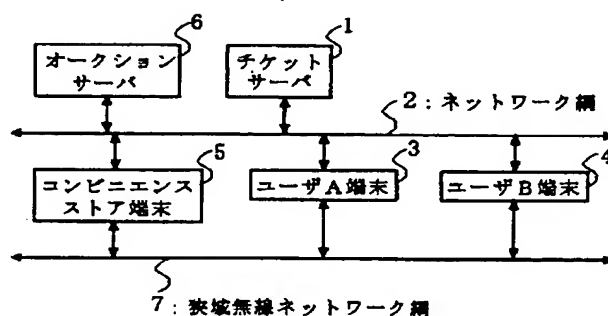 6
1
オークション
サーバ
チケット
サーバ
2：ネットワーク網
5
3
4
コンビニエンス
ストア端末
ユーザA端末
ユーザB端末
7：狭域無線ネットワーク網